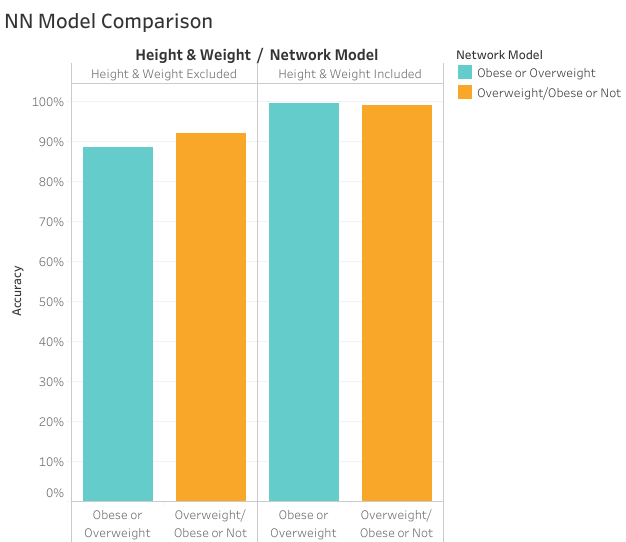 NN Model Comparison
Height & Weight / Network Model
Height & Weight Excluded
Height & Weight Included
100%
90%
80%
70%
60%
50%
40%
30%
20%
10%
0%
Accuracy
Obese or
Overweight
Overweight/
Obese or Not
Obese or
Overweight
Overweight/
Obese or Not
Network Model
Obese or Overweight
Overweight/Obese or Not